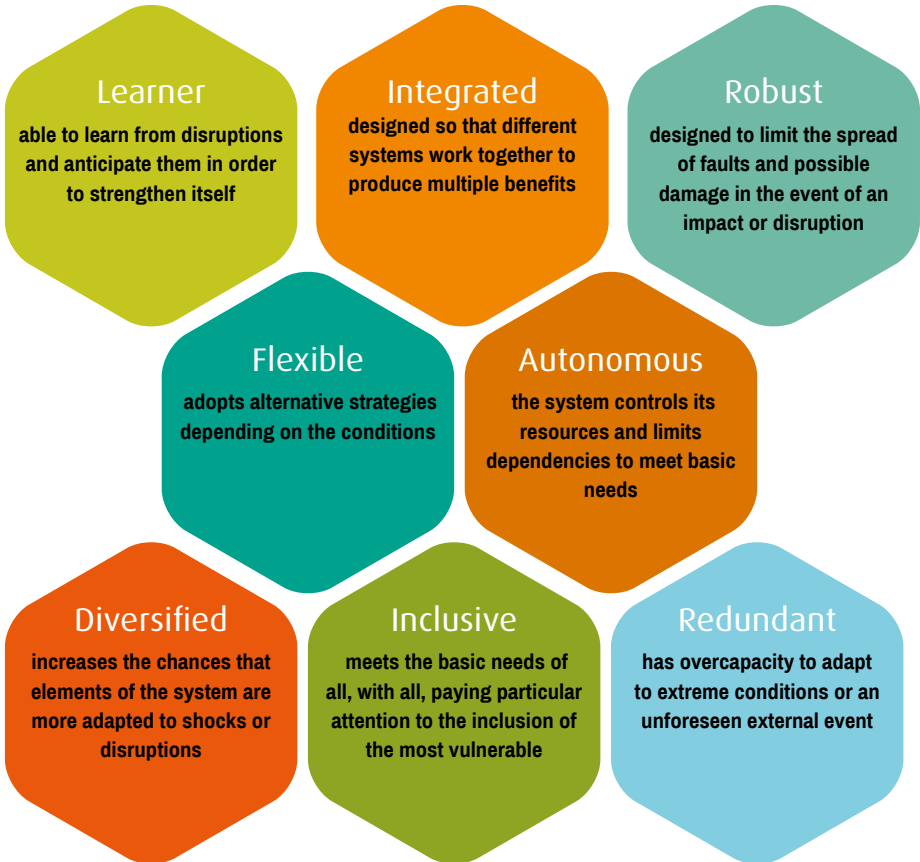 Learner
able to learn from disruptions
and anticipate them in order
to strengthen itself
Integrated
designed so that different
systems work together to
produce multiple benefits
Robust
designed to limit the spread
of faults and possible
damage in the event of an
impact or disruption
Flexible
adopts alternative strategies
depending on the conditions
Autonomous
the system controls its
resources and limits
dependencies to meet basic
needs
Diversified
increases the chances that
elements of the system are
more adapted to shocks or
disruptions
Inclusive
meets the basic needs of
all, with all, paying particular
attention to the inclusion of
the most vulnerable
Redundant
has overcapacity to adapt
to extreme conditions or an
unforeseen external event